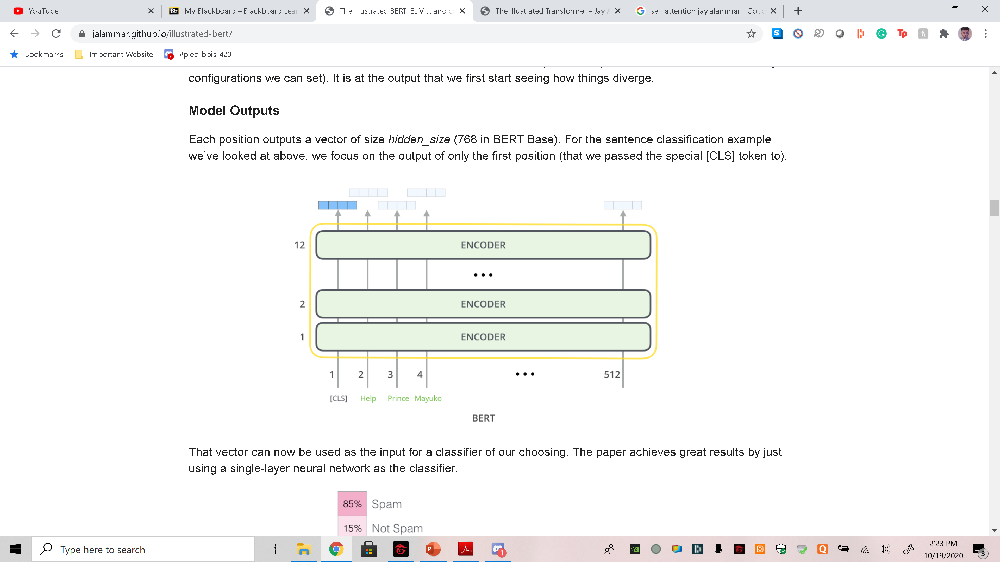 YouTube
Bb My Blackboard – Blackboard Lear
The Illustrated BERT, ELMo, and co
The Illustrated Transformer – Jay A
self attention jay alammar - Goog
jalammar.github.io/illustrated-bert/
Bookmarks
Important Website
#pleb-bois-420
configurations we can set). It is at the output that we first start seeing how things diverge.
Model Outputs
Each position outputs a vector of size hidden_size (768 in BERT Base). For the sentence classification example
we’ve looked at above, we focus on the output of only the first position (that we passed the special [CLS] token to).
12 ENCODER
...
2 ENCODER
1 ENCODER
1 2 3 4 ... 512
[CLS] Help Prince Mayuko
BERT
That vector can now be used as the input for a classifier of our choosing. The paper achieves great results by just
using a single-layer neural network as the classifier.
85% Spam
15% Not Spam
Type here to search
1
2:23 PM
10/19/2020
3